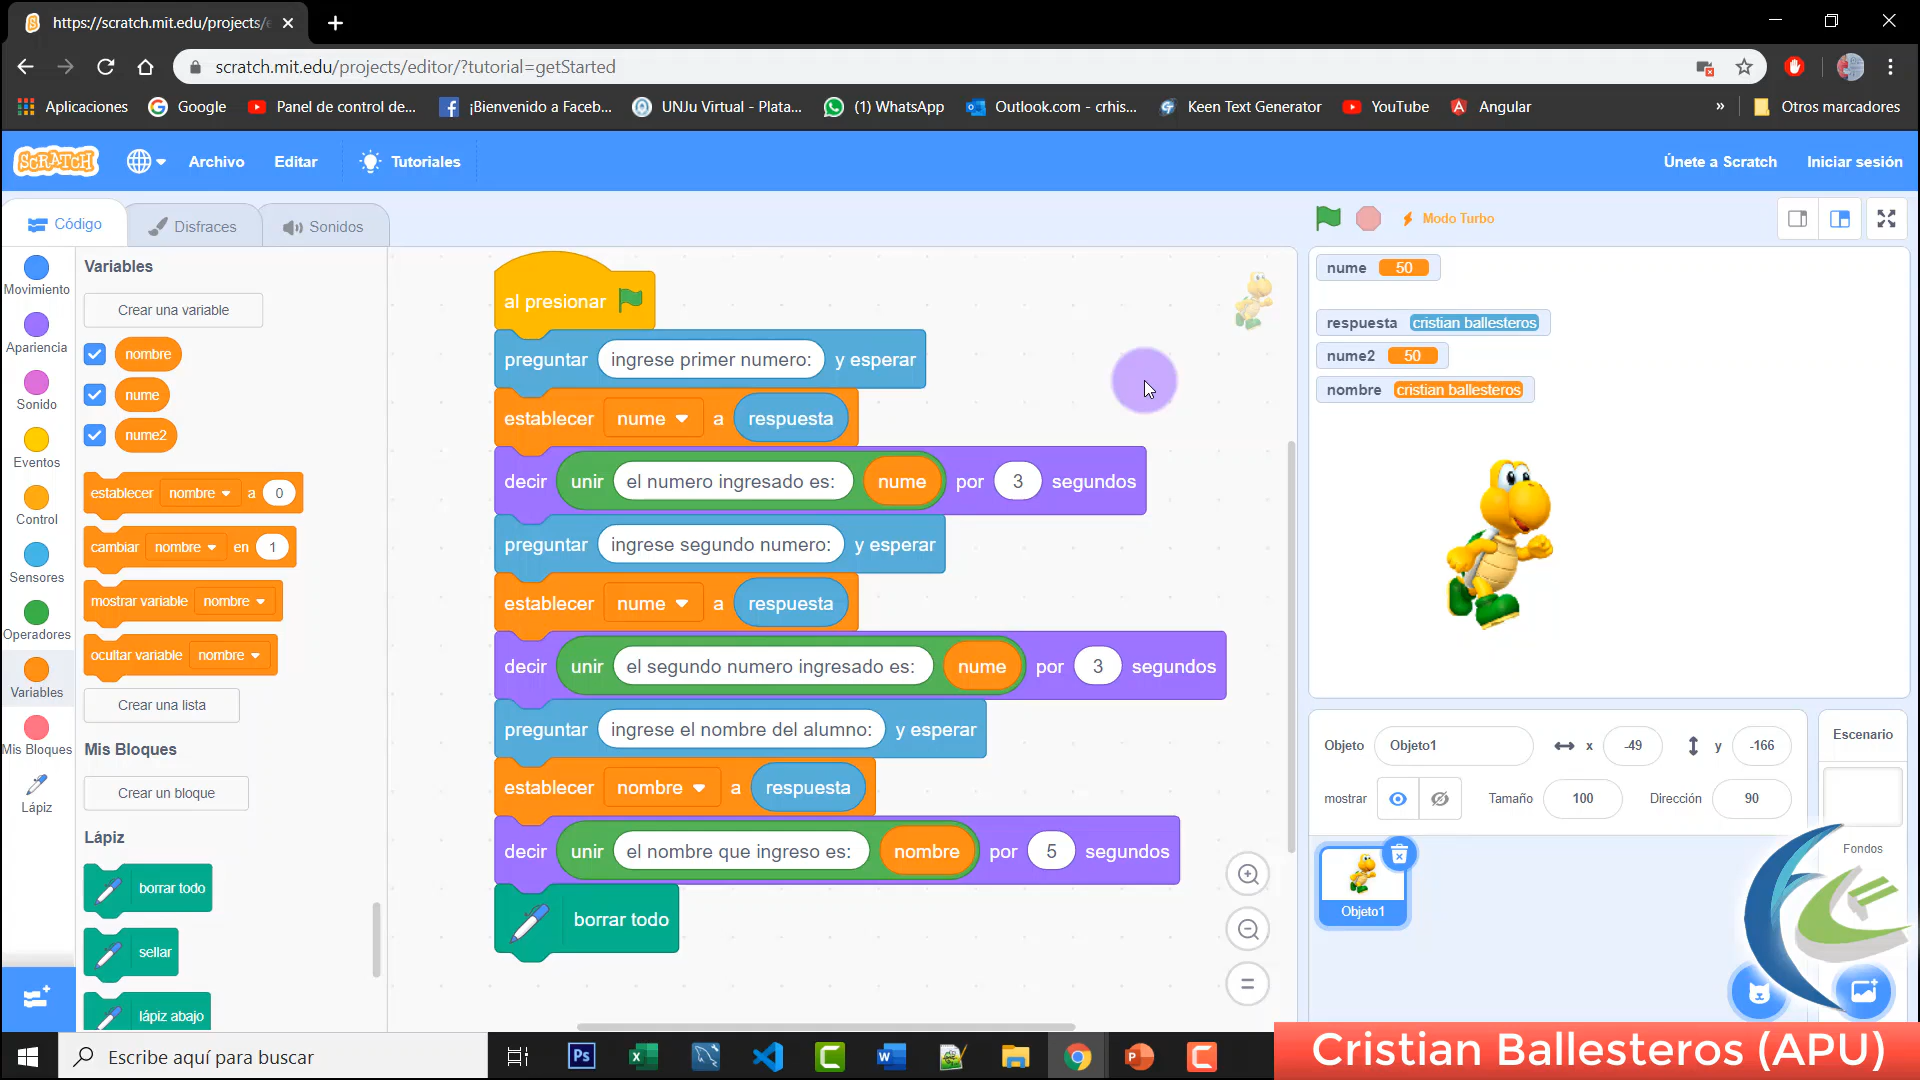 https://scratch.mit.edu/projects/e
scratch.mit.edu/projects/editor/?tutorial=getStarted
Aplicaciones Google Panel de control de... ¡Bienvenido a Faceb... UNJu Virtual - Plata... (1) WhatsApp Outlook.com - crhis... Keen Text Generator YouTube Angular » Otros marcadores
SCRATCH Archivo Editar Tutoriales Únete a Scratch Iniciar sesión
Código Disfraces Sonidos Modo Turbo
Movimiento
Apariencia
Sonido
Eventos
Control
Sensores
Operadores
Variables
Mis Bloques
Lápiz
Variables
Crear una variable
nombre
nume
nume2
establecer nombre a 0
cambiar nombre en 1
mostrar variable nombre
ocultar variable nombre
Crear una lista
Mis Bloques
Crear un bloque
Lápiz
borrar todo
sellar
lápiz abajo
al presionar
preguntar ingrese primer numero: y esperar
establecer nume a respuesta
decir unir el numero ingresado es: nume por 3 segundos
preguntar ingrese segundo numero: y esperar
establecer nume a respuesta
decir unir el segundo numero ingresado es: nume por 3 segundos
preguntar ingrese el nombre del alumno: y esperar
establecer nombre a respuesta
decir unir el nombre que ingreso es: nombre por 5 segundos
borrar todo
nume 50
respuesta cristian ballesteros
nume2 50
nombre cristian ballesteros
Objeto Objeto1 x -49 y -166
mostrar Tamaño 100 Dirección 90
Objeto1
Escenario
Fondos
Escribe aquí para buscar
Cristian Ballesteros (APU)